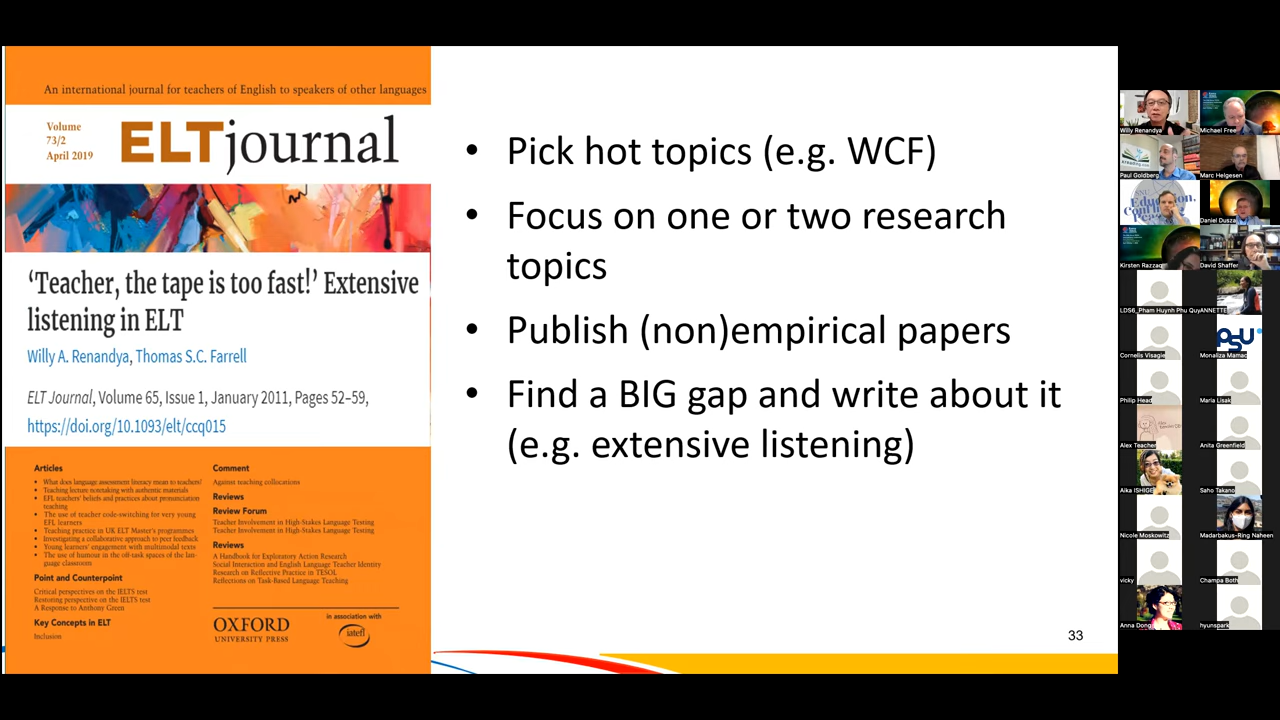 An international journal for teachers of English to speakers of other languages
Volume
73/2
April 2019
ELTjournal
‘Teacher, the tape is too fast!’ Extensive
listening in ELT
Willy A. Renandya, Thomas S.C. Farrell
ELT Journal, Volume 65, Issue 1, January 2011, Pages 52–59,
https://doi.org/10.1093/elt/ccq015
Articles
• What does language assessment literacy mean to teachers?
• Teaching lecture notetaking with authentic materials
• EFL teachers' beliefs and practices about pronunciation
teaching
• The use of teacher code-switching for very young
EFL learners
• Teaching practice in UK ELT Master's programmes
• Investigating a collaborative approach to peer feedback
• Young learners' engagement with multimodal texts
• The use of humour in the off-task spaces of the lan-
guage classroom
Point and Counterpoint
Critical perspectives on the IELTS test
Restoring perspective on the IELTS test
A Response to Anthony Green
Key Concepts in ELT
Inclusion
Comment
Against teaching collocations
Reviews
Review Forum
Teacher Involvement in High-Stakes Language Testing
Teacher Involvement in High-Stakes Language Testing
Reviews
A Handbook for Exploratory Action Research
Social Interaction and English Language Teacher Identity
Research on Reflective Practice in TESOL
Reflections on Task-Based Language Teaching
OXFORD
UNIVERSITY PRESS
in association with
iatefl
• Pick hot topics (e.g. WCF)
• Focus on one or two research
topics
• Publish (non)empirical papers
• Find a BIG gap and write about it
(e.g. extensive listening)
33
Willy Renandya
Michael Free
Paul Goldberg
Marc Helgesen
Daniel Dusza
Kirsten Razzaq
David Shaffer
LDS6_Pham Huynh Phu Quy
ANNETTE
Cornelis Visagie
psu
Monaliza Mamac
Philip Head
Maria Lisak
Alex Teacher
Anita Greenfield
Aika ISHIGE
Saho Takano
Nicole Moskowitz
Madarbakus-Ring Naheen
vicky
Champa Both
Anna Dong
hyunspark